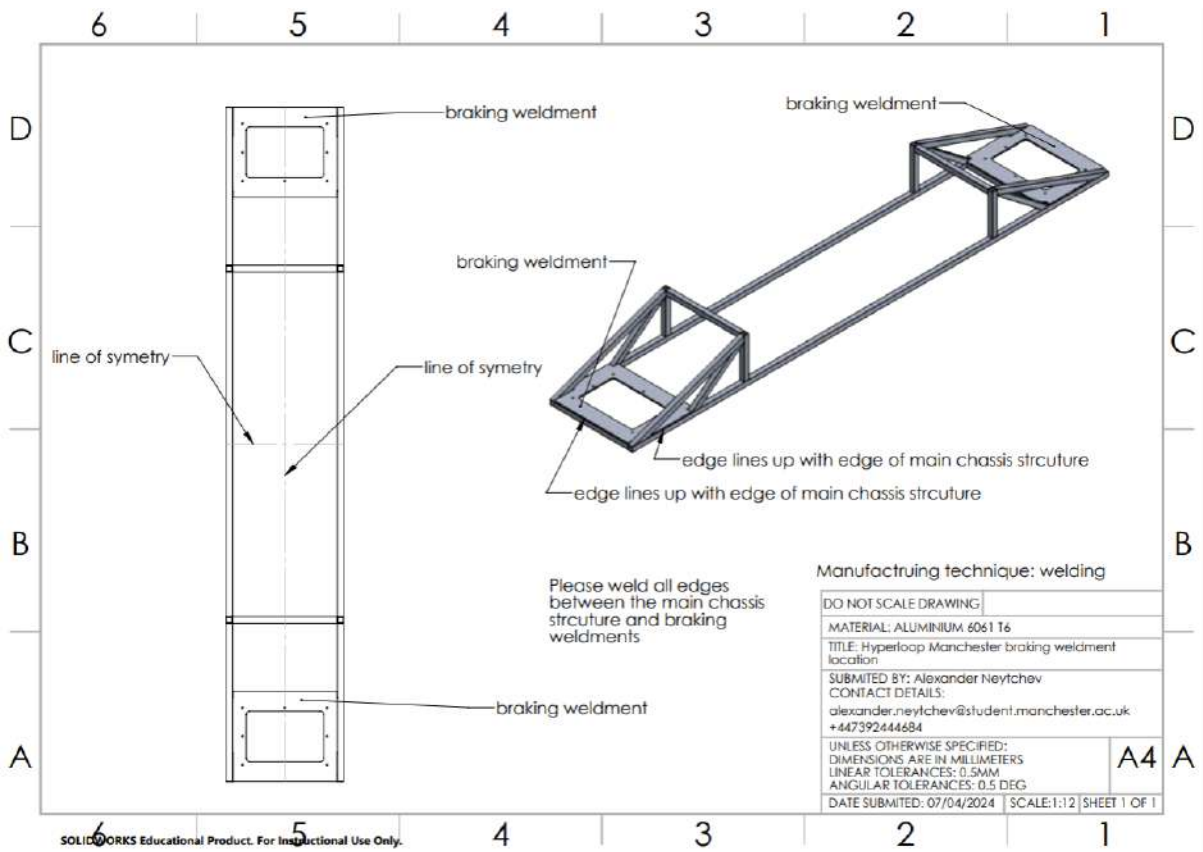 6 5 4 3 2 1
D
D
braking weldment
braking weldment
braking weldment
C
C
line of symetry
line of symetry
edge lines up with edge of main chassis strcuture
edge lines up with edge of main chassis strcuture
B
B
Please weld all edges
between the main chassis
strcuture and braking
weldments
Manufactruing technique: welding
DO NOT SCALE DRAWING
MATERIAL: ALUMINIUM 6061 T6
TITLE: Hyperloop Manchester braking weldment
location
SUBMITED BY: Alexander Neytchev
CONTACT DETAILS:
alexander.neytchev@student.manchester.ac.uk
+447392444684
UNLESS OTHERWISE SPECIFIED:
DIMENSIONS ARE IN MILLIMETERS
LINEAR TOLERANCES: 0.5MM
ANGULAR TOLERANCES: 0.5 DEG
A4
DATE SUBMITED: 07/04/2024 SCALE:1:12 SHEET 1 OF 1
braking weldment
A
A
6 5 4 3 2 1
SOLIDWORKS Educational Product. For Instructional Use Only.